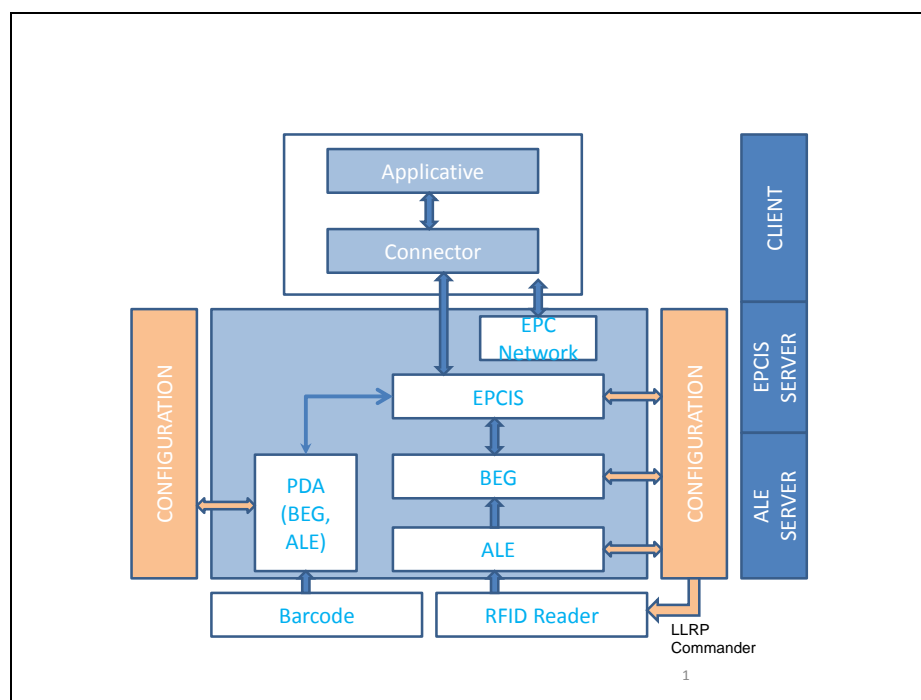 Applicative
Connector
CLIENT
EPC
Network
EPCIS
SERVER
CONFIGURATION
EPCIS
CONFIGURATION
PDA
(BEG,
ALE)
BEG
ALE
ALE
SERVER
Barcode
RFID Reader
LLRP
Commander
1